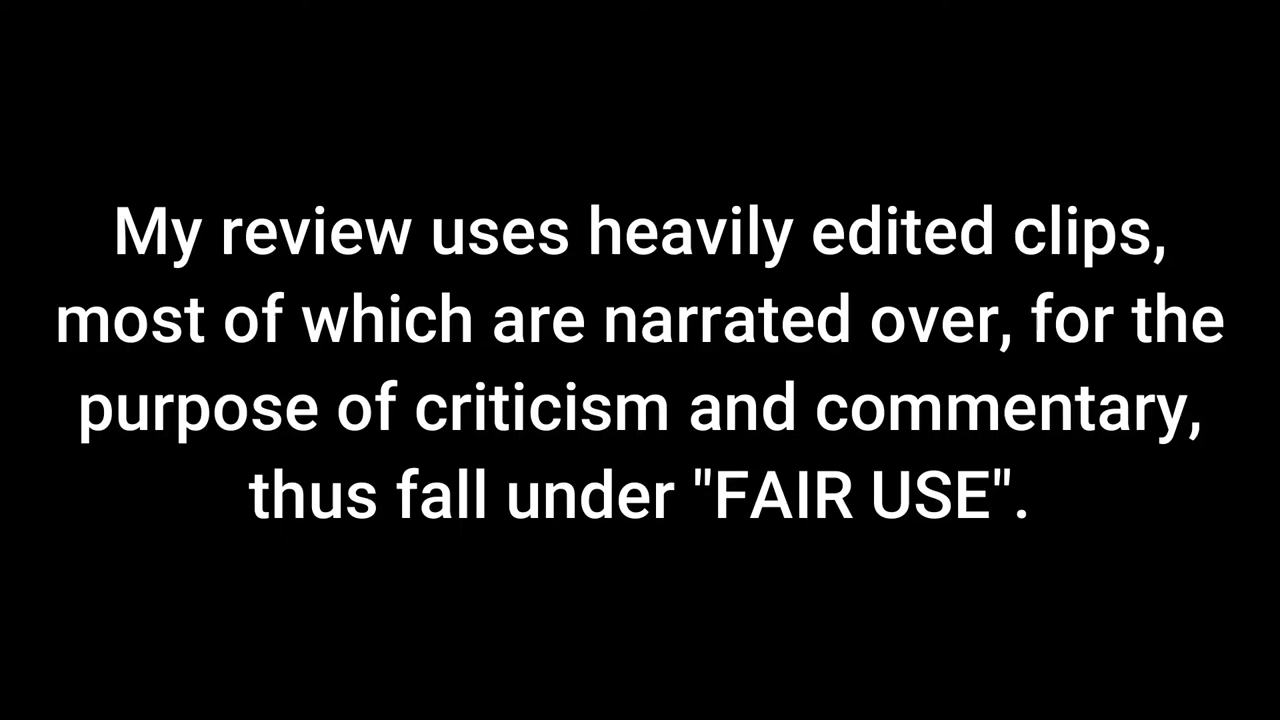 My review uses heavily edited clips,
most of which are narrated over, for the
purpose of criticism and commentary,
thus fall under "FAIR USE".